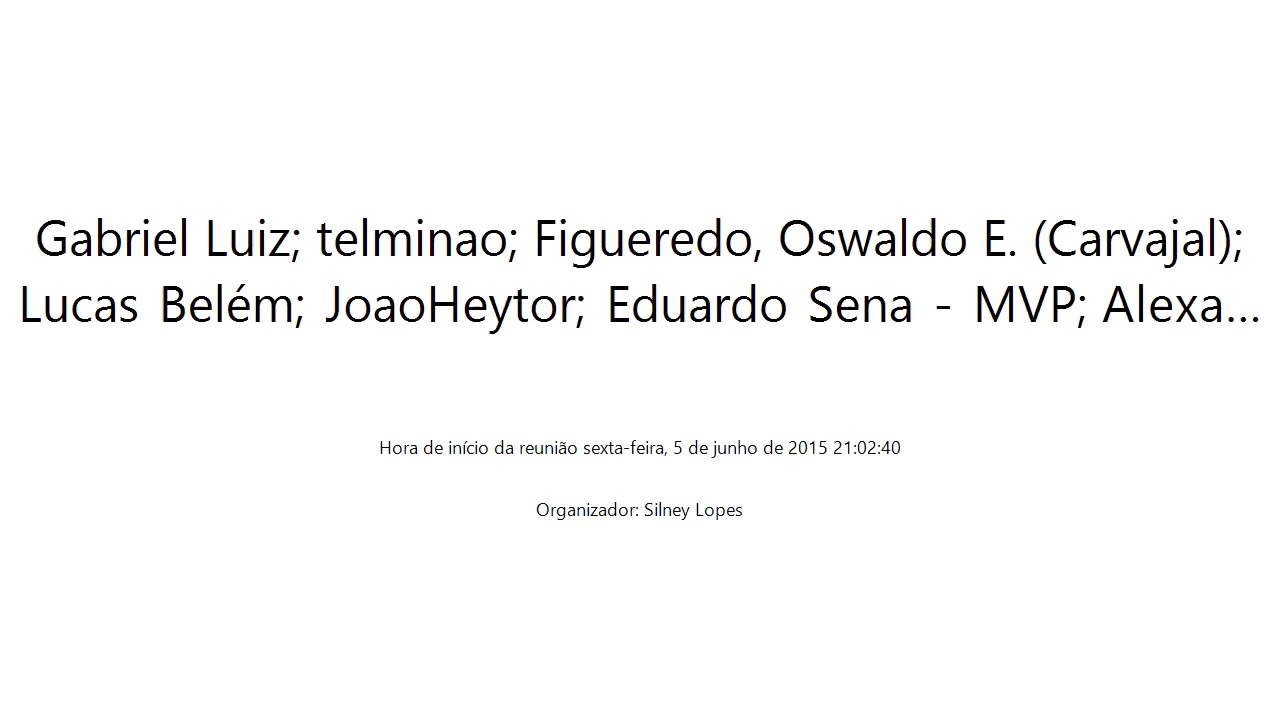 Gabriel Luiz; telminao; Figueredo, Oswaldo E. (Carvajal);
Lucas Belém; JoaoHeytor; Eduardo Sena - MVP; Alexa...
Hora de início da reunião sexta-feira, 5 de junho de 2015 21:02:40
Organizador: Silney Lopes